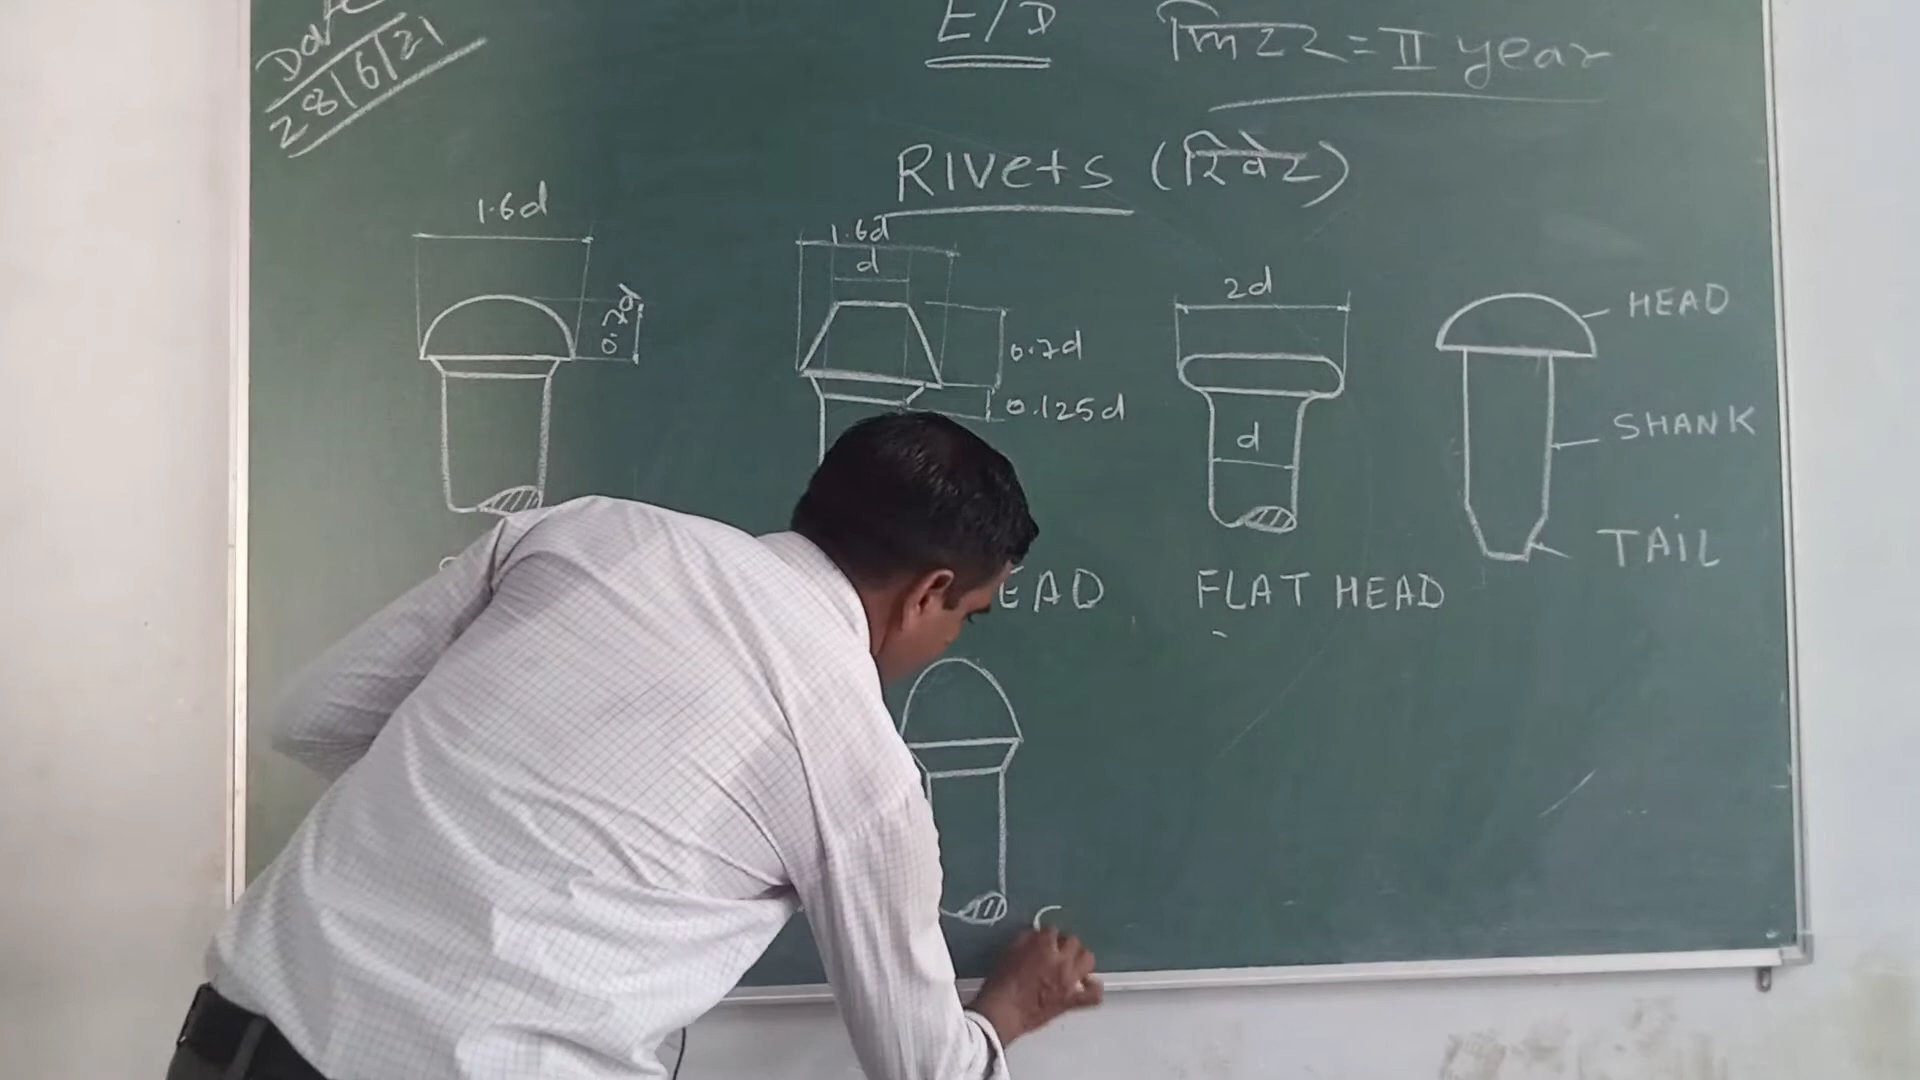 Date
28/6/21
E/D
फिटर = II year
Rivets (रिवेट)
1.6d
0.7d
1.6d
d
0.7d
0.125d
2d
d
HEAD
SHANK
TAIL
EAD
FLAT HEAD